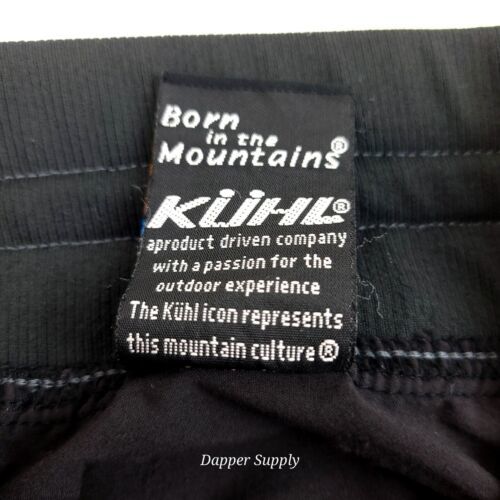 Born
in the
Mountains®
KÜHL®
aproduct driven company
with a passion for the
outdoor experience
The Kühl icon represents
this mountain culture®
Dapper Supply